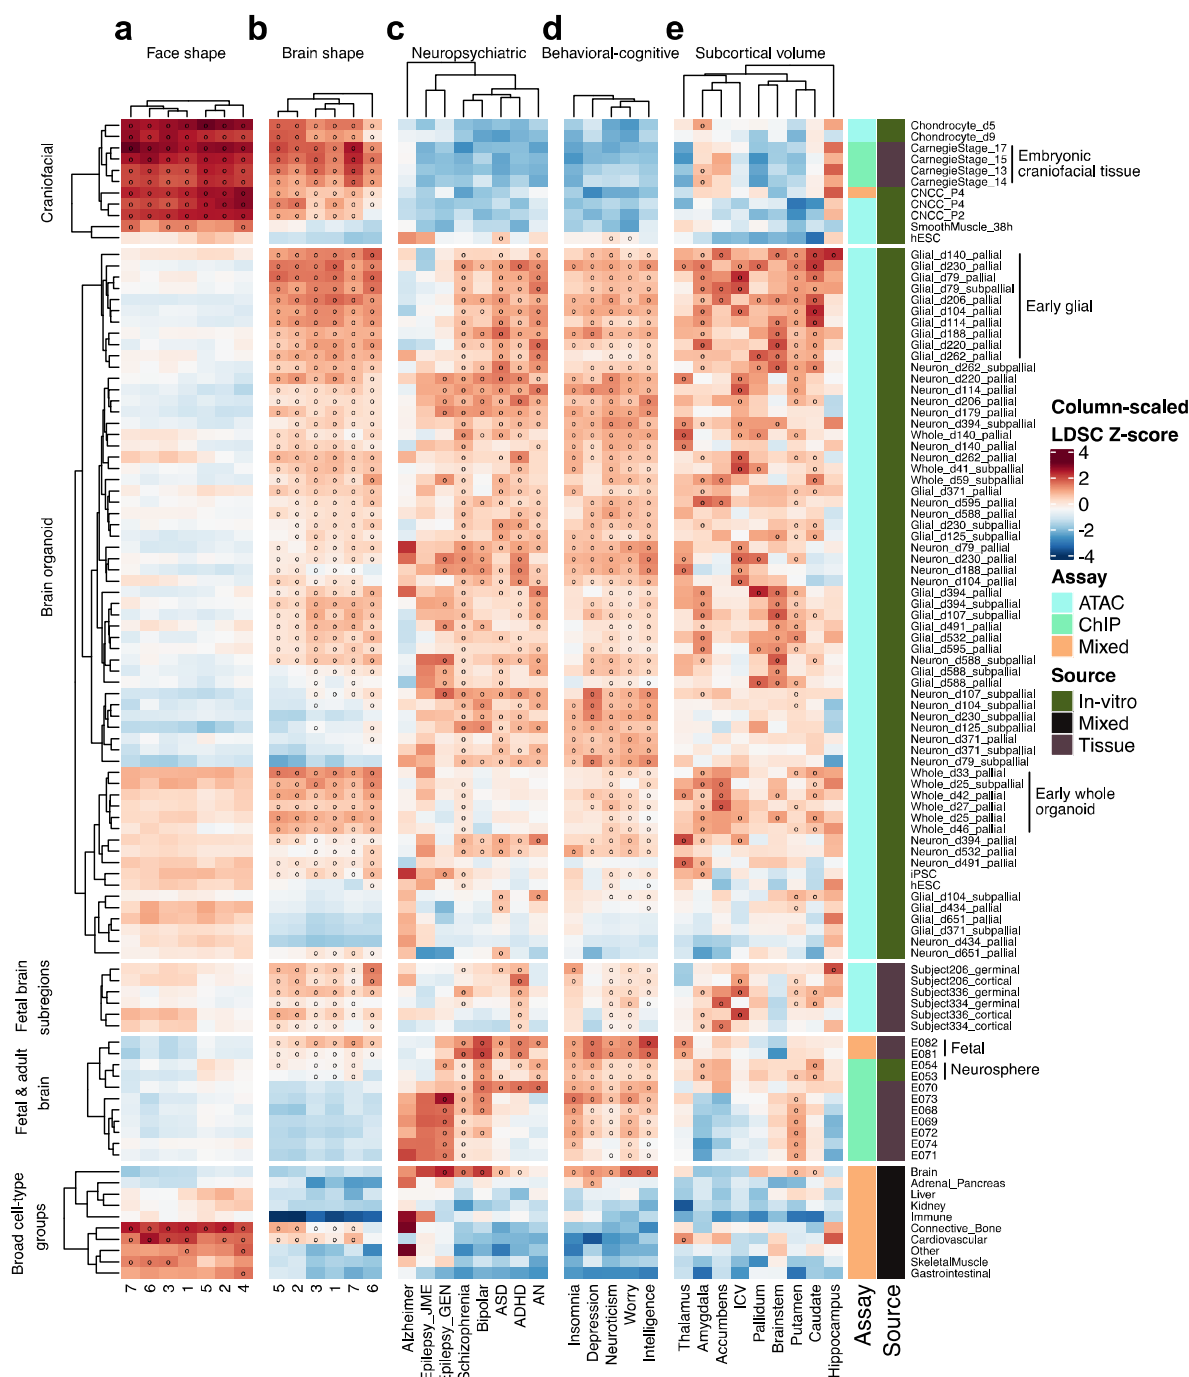 a b c d e
Face shape Brain shape Neuropsychiatric Behavioral-cognitive Subcortical volume
Craniofacial
Chondrocyte_d5
Chondrocyte_d9
CarnegieStage_17
CarnegieStage_15
CarnegieStage_13
CarnegieStage_14
Embryonic
craniofacial tissue
CNCC_P4
CNCC_P4
CNCC_P2
SmoothMuscle_38h
hESC
Brain organoid
Glial_d140_pallial
Glial_d230_pallial
Glial_d79_pallial
Glial_d79_subpallial
Glial_d206_pallial
Glial_d104_pallial
Glial_d114_pallial
Glial_d188_pallial
Glial_d220_pallial
Glial_d262_pallial
Early glial
Neuron_d262_subpallial
Neuron_d220_pallial
Neuron_d114_pallial
Neuron_d206_pallial
Neuron_d179_pallial
Neuron_d394_subpallial
Whole_d140_pallial
Neuron_d140_pallial
Neuron_d262_pallial
Whole_d41_subpallial
Whole_d59_subpallial
Glial_d371_pallial
Neuron_d595_pallial
Neuron_d588_pallial
Glial_d230_subpallial
Glial_d125_subpallial
Neuron_d79_pallial
Neuron_d230_pallial
Neuron_d188_pallial
Neuron_d104_pallial
Glial_d394_pallial
Glial_d394_subpallial
Glial_d107_subpallial
Glial_d491_pallial
Glial_d532_pallial
Glial_d595_pallial
Neuron_d588_subpallial
Glial_d588_subpallial
Glial_d588_pallial
Neuron_d107_subpallial
Neuron_d104_subpallial
Neuron_d230_subpallial
Neuron_d125_subpallial
Neuron_d371_pallial
Neuron_d371_subpallial
Neuron_d79_subpallial
Whole_d33_pallial
Whole_d25_subpallial
Whole_d42_pallial
Whole_d27_pallial
Whole_d25_pallial
Whole_d46_pallial
Early whole
organoid
Neuron_d394_pallial
Neuron_d532_pallial
Neuron_d491_pallial
iPSC
hESC
Glial_d104_subpallial
Glial_d434_pallial
Glial_d651_pallial
Glial_d371_subpallial
Neuron_d434_pallial
Neuron_d651_pallial
Fetal brain
subregions
Subject206_germinal
Subject206_cortical
Subject336_germinal
Subject334_germinal
Subject336_cortical
Subject334_cortical
Fetal & adult
brain
E082
E081
Fetal
E054
E053
Neurosphere
E070
E073
E068
E069
E072
E074
E071
Broad cell-type
groups
Brain
Adrenal_Pancreas
Liver
Kidney
Immune
Connective_Bone
Cardiovascular
Other
SkeletalMuscle
Gastrointestinal
7 6 3 1 5 2 4
5 2 3 1 7 6
Alzheimer
Epilepsy_JME
Epilepsy_GEN
Schizophrenia
Bipolar
ASD
ADHD
AN
Insomnia
Depression
Neuroticism
Worry
Intelligence
Thalamus
Amygdala
Accumbens
ICV
Pallidum
Brainstem
Putamen
Caudate
Hippocampus
Assay
Source
Column-scaled
LDSC Z-score
4
2
0
-2
-4
Assay
ATAC
ChIP
Mixed
Source
In-vitro
Mixed
Tissue